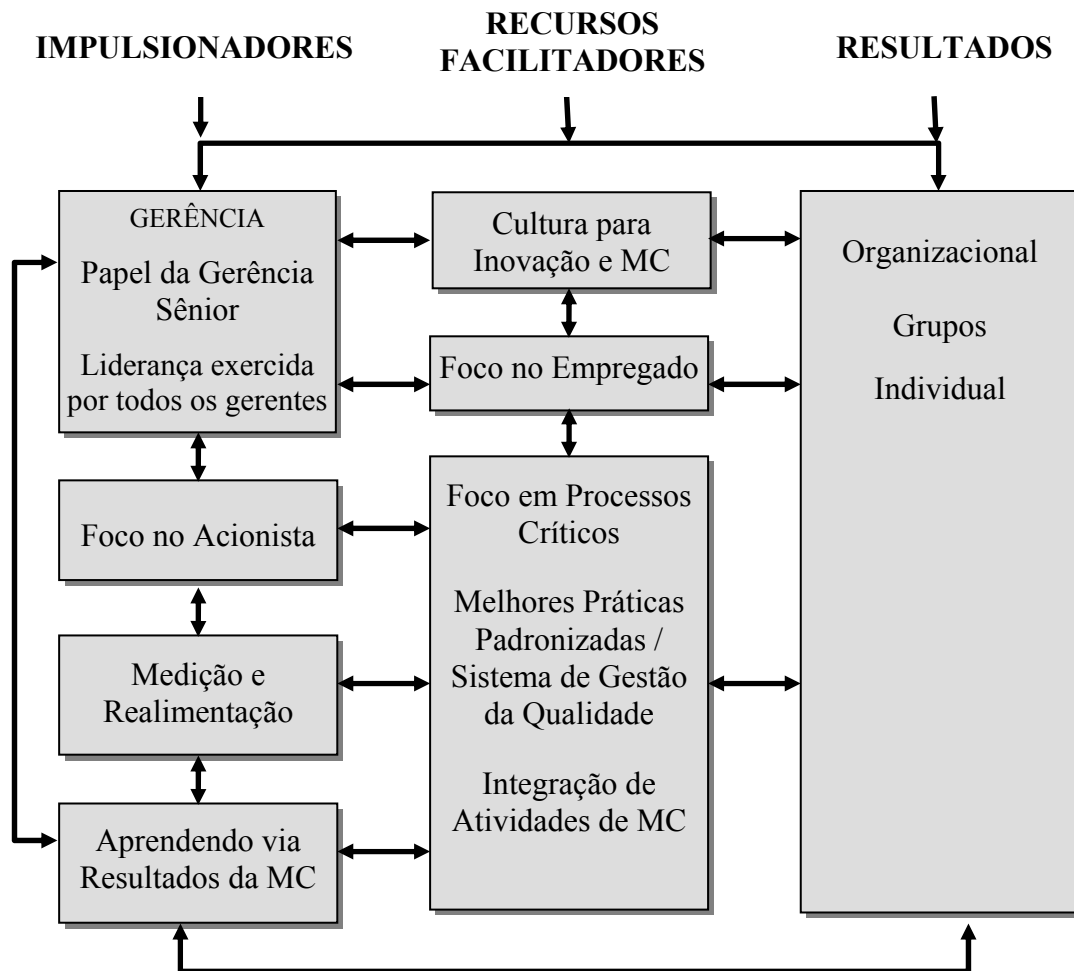 IMPULSIONADORES
RECURSOS
FACILITADORES
RESULTADOS
GERÊNCIA
Papel da Gerência
Sênior
Liderança exercida
por todos os gerentes
Foco no Acionista
Medição e
Realimentação
Aprendendo via
Resultados da MC
Cultura para
Inovação e MC
Foco no Empregado
Foco em Processos
Críticos
Melhores Práticas
Padronizadas /
Sistema de Gestão
da Qualidade
Integração de
Atividades de MC
Organizacional
Grupos
Individual